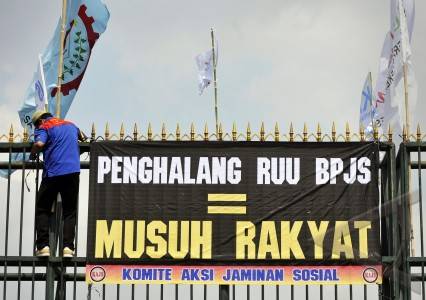 PENGHALANG RUU BPJS
=
MUSUH RAKYAT
KOMITE AKSI JAMINAN SOSIAL